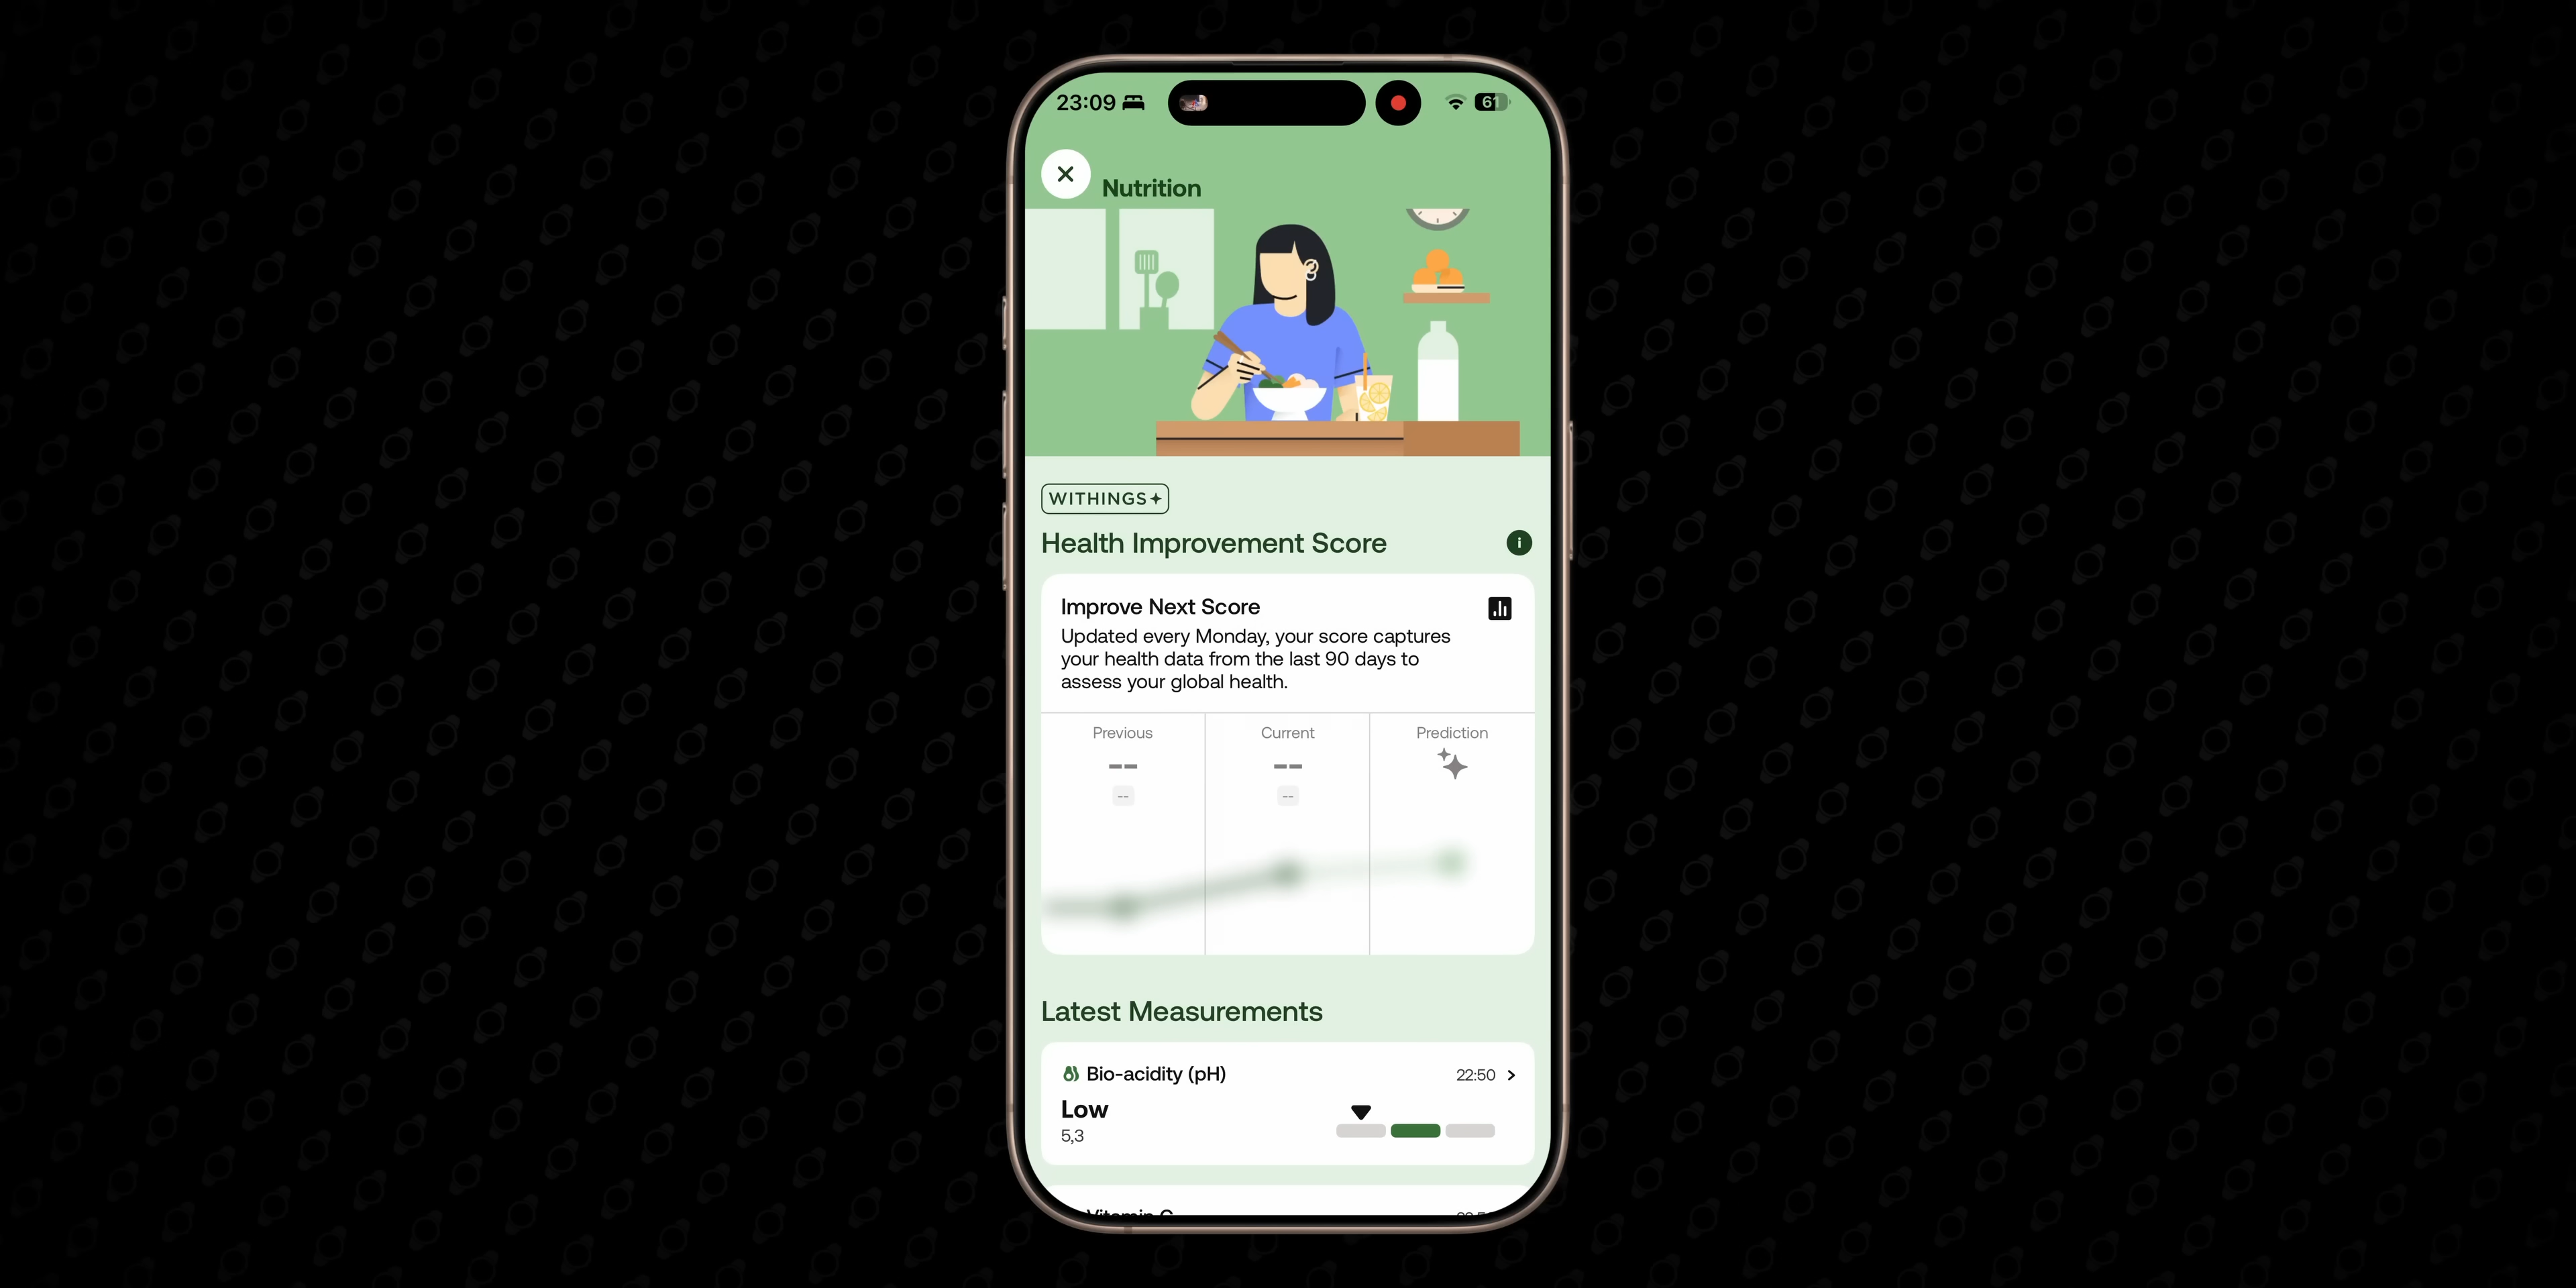 23:09
61
Nutrition
WITHINGS
Health Improvement Score
Improve Next Score
Updated every Monday, your score captures
your health data from the last 90 days to
assess your global health.
Previous
Current
Prediction
--
--
--
--
Latest Measurements
Bio-acidity (pH)
22:50
Low
5,3
Vitamin C